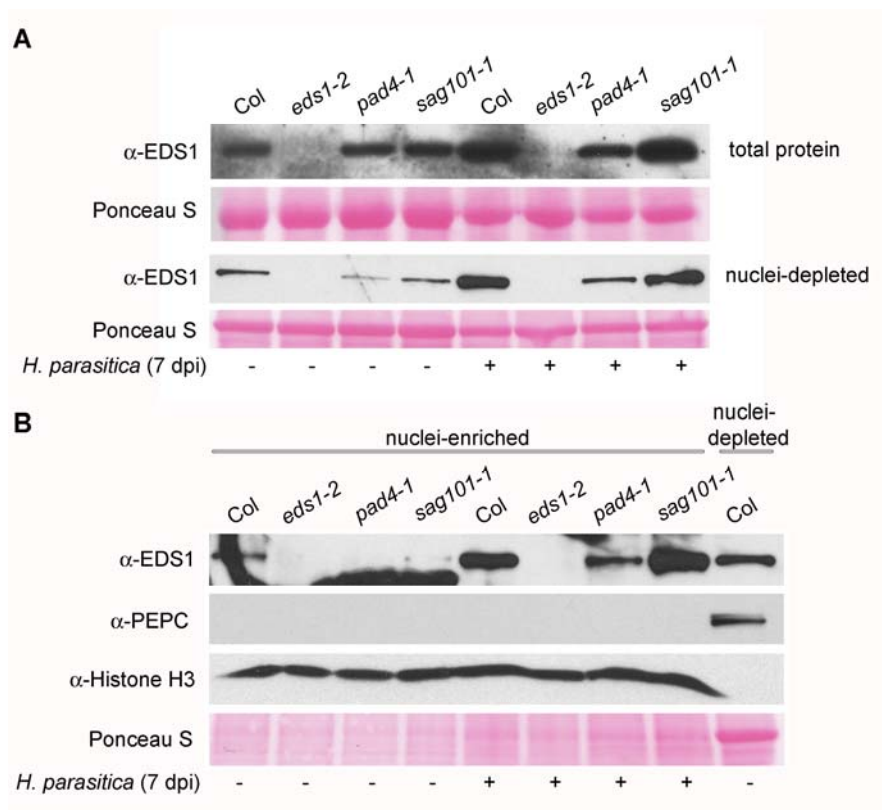 A
Col eds1-2 pad4-1 sag101-1 Col eds1-2 pad4-1 sag101-1
α-EDS1 total protein
Ponceau S
α-EDS1 nuclei-depleted
Ponceau S
H. parasitica (7 dpi) - - - - + + + +
B
nuclei-enriched nuclei-depleted
Col eds1-2 pad4-1 sag101-1 Col eds1-2 pad4-1 sag101-1 Col
α-EDS1
α-PEPC
α-Histone H3
Ponceau S
H. parasitica (7 dpi) - - - - + + + + -